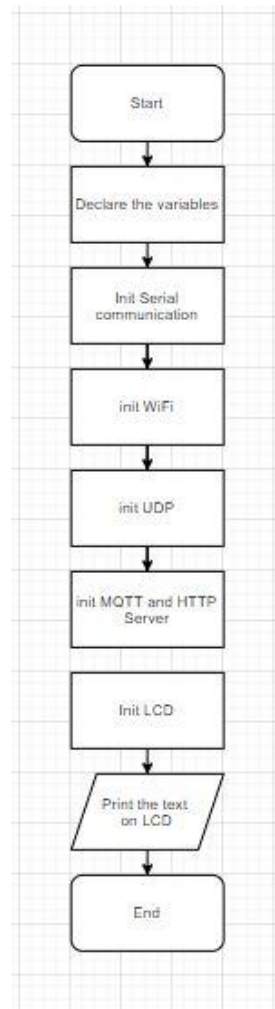 Start
Declare the variables
Init Serial
communication
init WiFi
init UDP
init MQTT and HTTP
Server
Init LCD
Print the text
on LCD
End